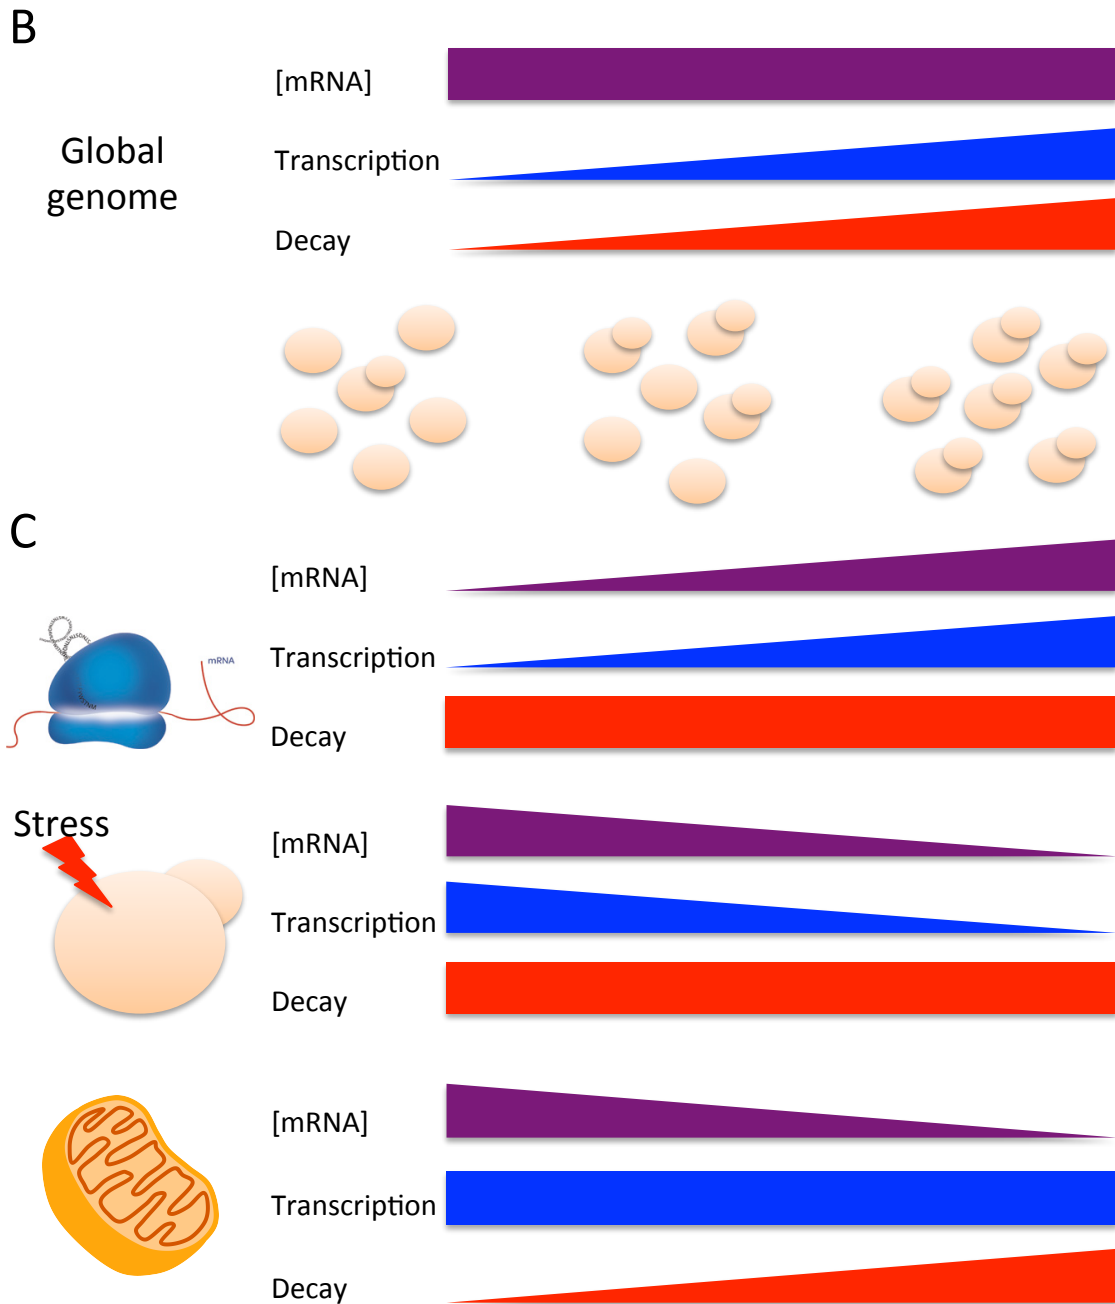 B
[mRNA]
Transcription
Decay
Global
genome
C
[mRNA]
Transcription
Decay
mRNA
Stress
[mRNA]
Transcription
Decay
[mRNA]
Transcription
Decay